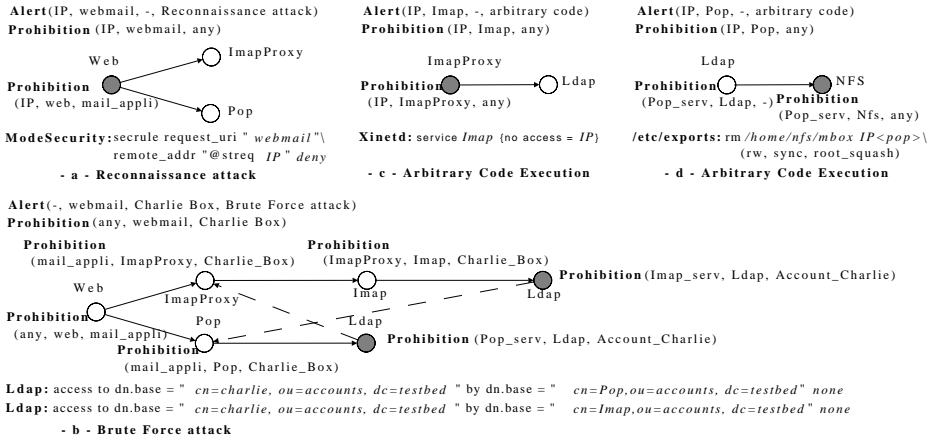 Alert(IP, webmail, -, Reconnaissance attack)
Prohibition (IP, webmail, any)
Web
ImapProxy
Prohibition
(IP, web, mail_appli)
Pop
ModeSecurity: secrule request_uri " webmail"\
remote_addr "@streq IP" deny
- a - Reconnaissance attack
Alert(IP, Imap, -, arbitrary code)
Prohibition (IP, Imap, any)
ImapProxy
Prohibition
Ldap
(IP, ImapProxy, any)
Xinetd: service Imap {no access = IP}
- c - Arbitrary Code Execution
Alert(IP, Pop, -, arbitrary code)
Prohibition (IP, Pop, any)
Ldap
Prohibition
NFS
(Pop_serv, Ldap, -)
Prohibition
(Pop_serv, Nfs, any)
/etc/exports: rm /home/nfs/mbox IP<pop>\
(rw, sync, root_squash)
- d - Arbitrary Code Execution
Alert(-, webmail, Charlie Box, Brute Force attack)
Prohibition (any, webmail, Charlie Box)
Prohibition
(mail_appli, ImapProxy, Charlie_Box)
Prohibition
(ImapProxy, Imap, Charlie_Box)
Prohibition (Imap_serv, Ldap, Account_Charlie)
Web
ImapProxy
Imap
Ldap
Prohibition
(any, web, mail_appli)
Pop
Ldap
Prohibition
(mail_appli, Pop, Charlie_Box)
Prohibition (Pop_serv, Ldap, Account_Charlie)
Ldap: access to dn.base = " cn=charlie, ou=accounts, dc=testbed " by dn.base = " cn=Pop,ou=accounts, dc=testbed" none
Ldap: access to dn.base = " cn=charlie, ou=accounts, dc=testbed " by dn.base = " cn=Imap,ou=accounts, dc=testbed" none
- b - Brute Force attack